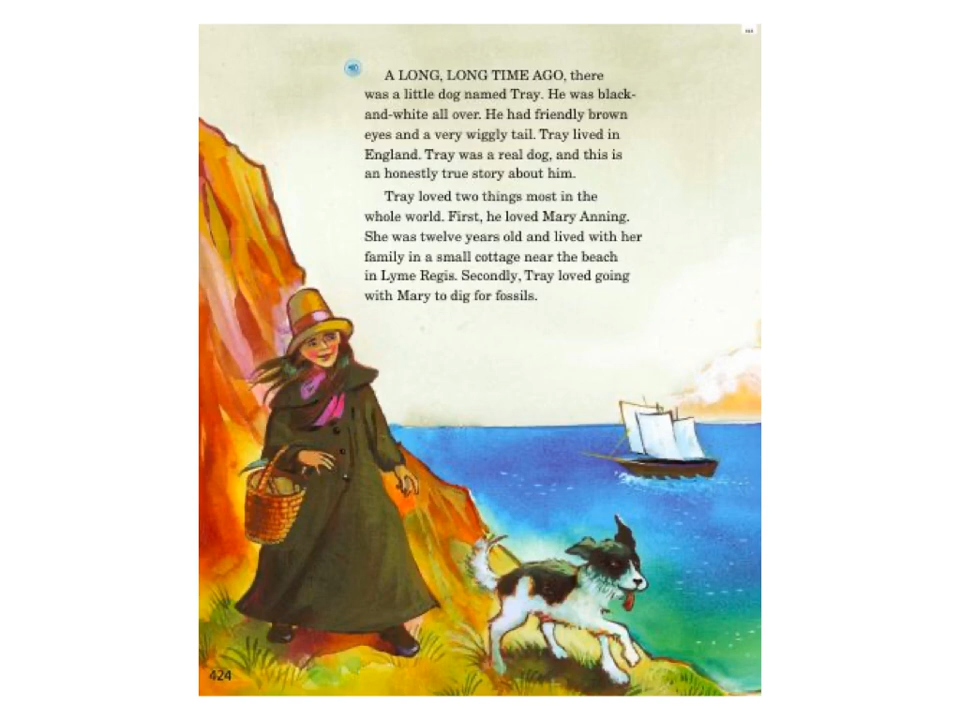 A LONG, LONG TIME AGO, there
was a little dog named Tray. He was black-
and-white all over. He had friendly brown
eyes and a very wiggly tail. Tray lived in
England. Tray was a real dog, and this is
an honestly true story about him.
Tray loved two things most in the
whole world. First, he loved Mary Anning.
She was twelve years old and lived with her
family in a small cottage near the beach
in Lyme Regis. Secondly, Tray loved going
with Mary to dig for fossils.
424